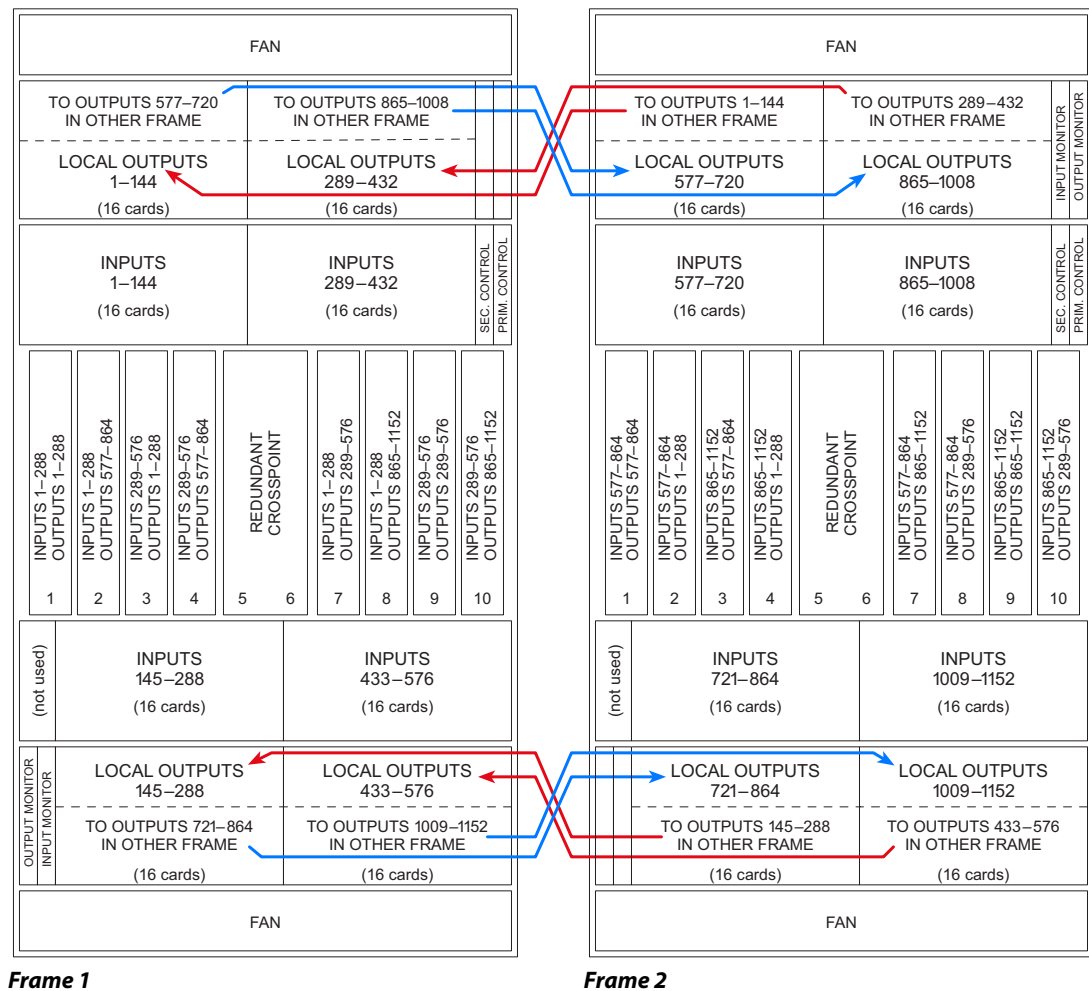 FAN
TO OUTPUTS 577–720
IN OTHER FRAME
TO OUTPUTS 865–1008
IN OTHER FRAME
LOCAL OUTPUTS
1–144
(16 cards)
LOCAL OUTPUTS
289–432
(16 cards)
INPUTS
1–144
(16 cards)
INPUTS
289–432
(16 cards)
SEC. CONTROL
PRIM. CONTROL
INPUTS 1–288
OUTPUTS 1–288
1
INPUTS 1–288
OUTPUTS 577–864
2
INPUTS 289–576
OUTPUTS 1–288
3
INPUTS 289–576
OUTPUTS 577–864
4
REDUNDANT
CROSSPOINT
5 6
INPUTS 1–288
OUTPUTS 289–576
7
INPUTS 1–288
OUTPUTS 865–1152
8
INPUTS 289–576
OUTPUTS 289–576
9
INPUTS 289–576
OUTPUTS 865–1152
10
(not used)
INPUTS
145–288
(16 cards)
INPUTS
433–576
(16 cards)
OUTPUT MONITOR
INPUT MONITOR
LOCAL OUTPUTS
145–288
LOCAL OUTPUTS
433–576
TO OUTPUTS 721–864
IN OTHER FRAME
(16 cards)
TO OUTPUTS 1009–1152
IN OTHER FRAME
(16 cards)
FAN
Frame 1
FAN
TO OUTPUTS 1–144
IN OTHER FRAME
TO OUTPUTS 289–432
IN OTHER FRAME
LOCAL OUTPUTS
577–720
(16 cards)
LOCAL OUTPUTS
865–1008
(16 cards)
INPUT MONITOR
OUTPUT MONITOR
INPUTS
577–720
(16 cards)
INPUTS
865–1008
(16 cards)
SEC. CONTROL
PRIM. CONTROL
INPUTS 577–864
OUTPUTS 577–864
1
INPUTS 577–864
OUTPUTS 1–288
2
INPUTS 865–1152
OUTPUTS 577–864
3
INPUTS 865–1152
OUTPUTS 1–288
4
REDUNDANT
CROSSPOINT
5 6
INPUTS 577–864
OUTPUTS 865–1152
7
INPUTS 577–864
OUTPUTS 289–576
8
INPUTS 865–1152
OUTPUTS 865–1152
9
INPUTS 865–1152
OUTPUTS 289–576
10
(not used)
INPUTS
721–864
(16 cards)
INPUTS
1009–1152
(16 cards)
LOCAL OUTPUTS
721–864
LOCAL OUTPUTS
1009–1152
TO OUTPUTS 145–288
IN OTHER FRAME
(16 cards)
TO OUTPUTS 433–576
IN OTHER FRAME
(16 cards)
FAN
Frame 2